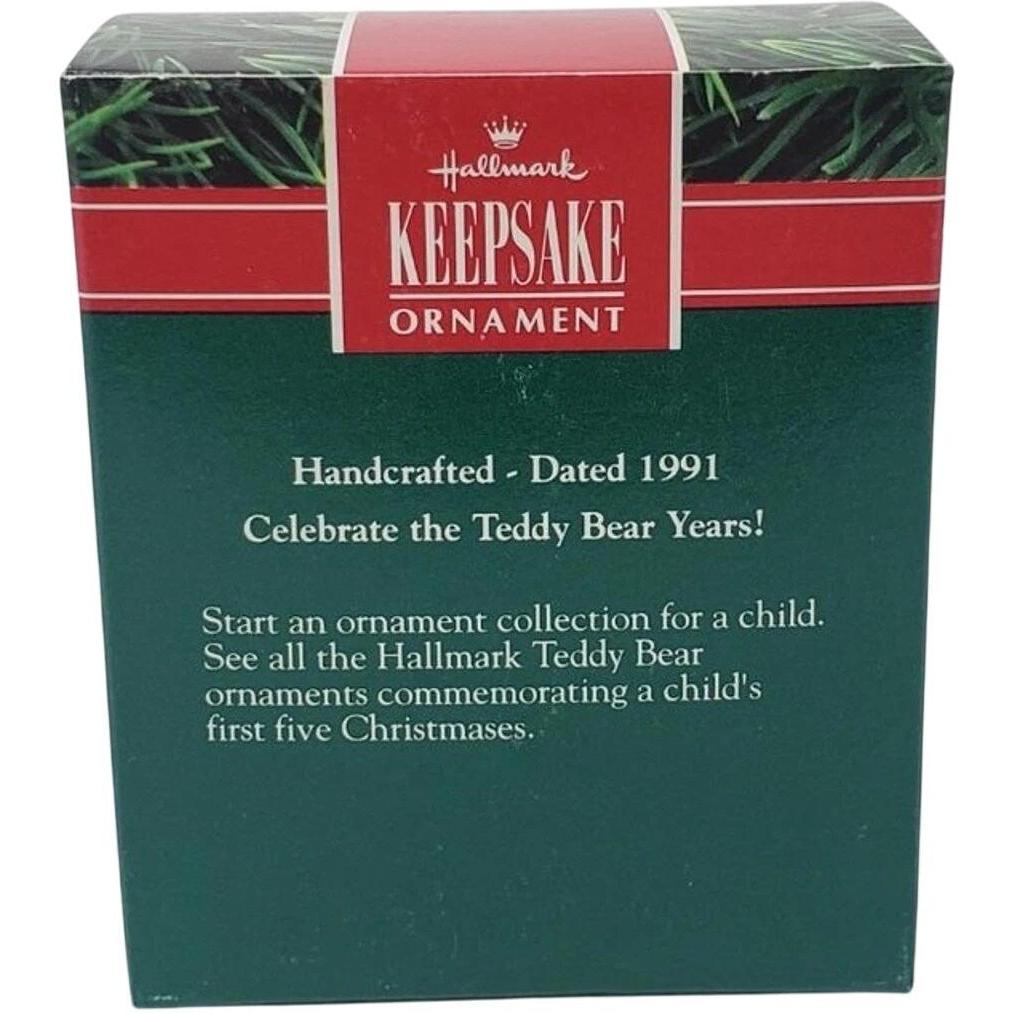 Hallmark
KEEPSAKE
ORNAMENT
Handcrafted - Dated 1991
Celebrate the Teddy Bear Years!
Start an ornament collection for a child.
See all the Hallmark Teddy Bear
ornaments commemorating a child's
first five Christmases.